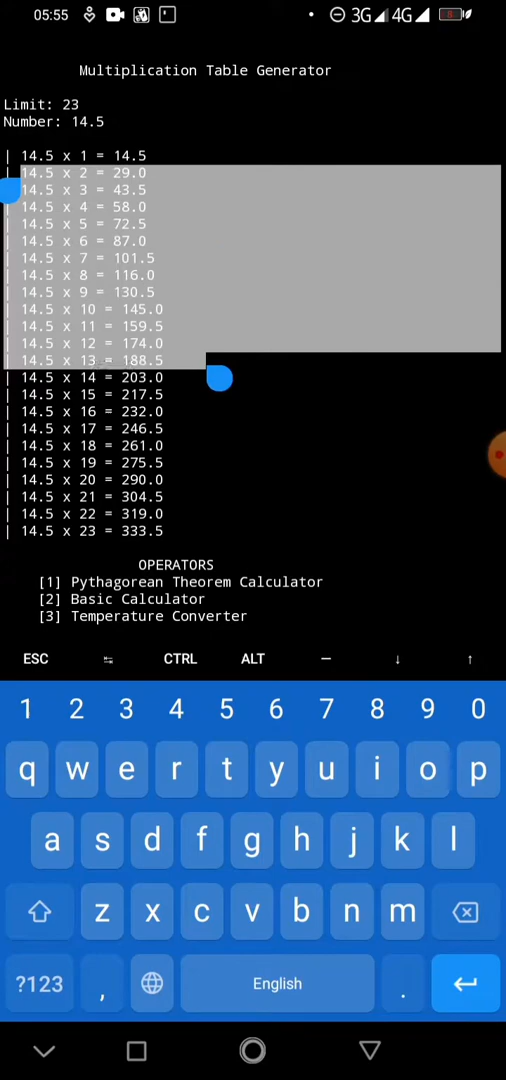 05:55 3G 4G 8
Multiplication Table Generator
Limit: 23
Number: 14.5
| 14.5 x 1 = 14.5
| 14.5 x 2 = 29.0
| 14.5 x 3 = 43.5
| 14.5 x 4 = 58.0
| 14.5 x 5 = 72.5
| 14.5 x 6 = 87.0
| 14.5 x 7 = 101.5
| 14.5 x 8 = 116.0
| 14.5 x 9 = 130.5
| 14.5 x 10 = 145.0
| 14.5 x 11 = 159.5
| 14.5 x 12 = 174.0
| 14.5 x 13 = 188.5
| 14.5 x 14 = 203.0
| 14.5 x 15 = 217.5
| 14.5 x 16 = 232.0
| 14.5 x 17 = 246.5
| 14.5 x 18 = 261.0
| 14.5 x 19 = 275.5
| 14.5 x 20 = 290.0
| 14.5 x 21 = 304.5
| 14.5 x 22 = 319.0
| 14.5 x 23 = 333.5
OPERATORS
[1] Pythagorean Theorem Calculator
[2] Basic Calculator
[3] Temperature Converter
ESC ↹ CTRL ALT — ↓ ↑
1 2 3 4 5 6 7 8 9 0
q w e r t y u i o p
a s d f g h j k l
z x c v b n m
?123 , English .